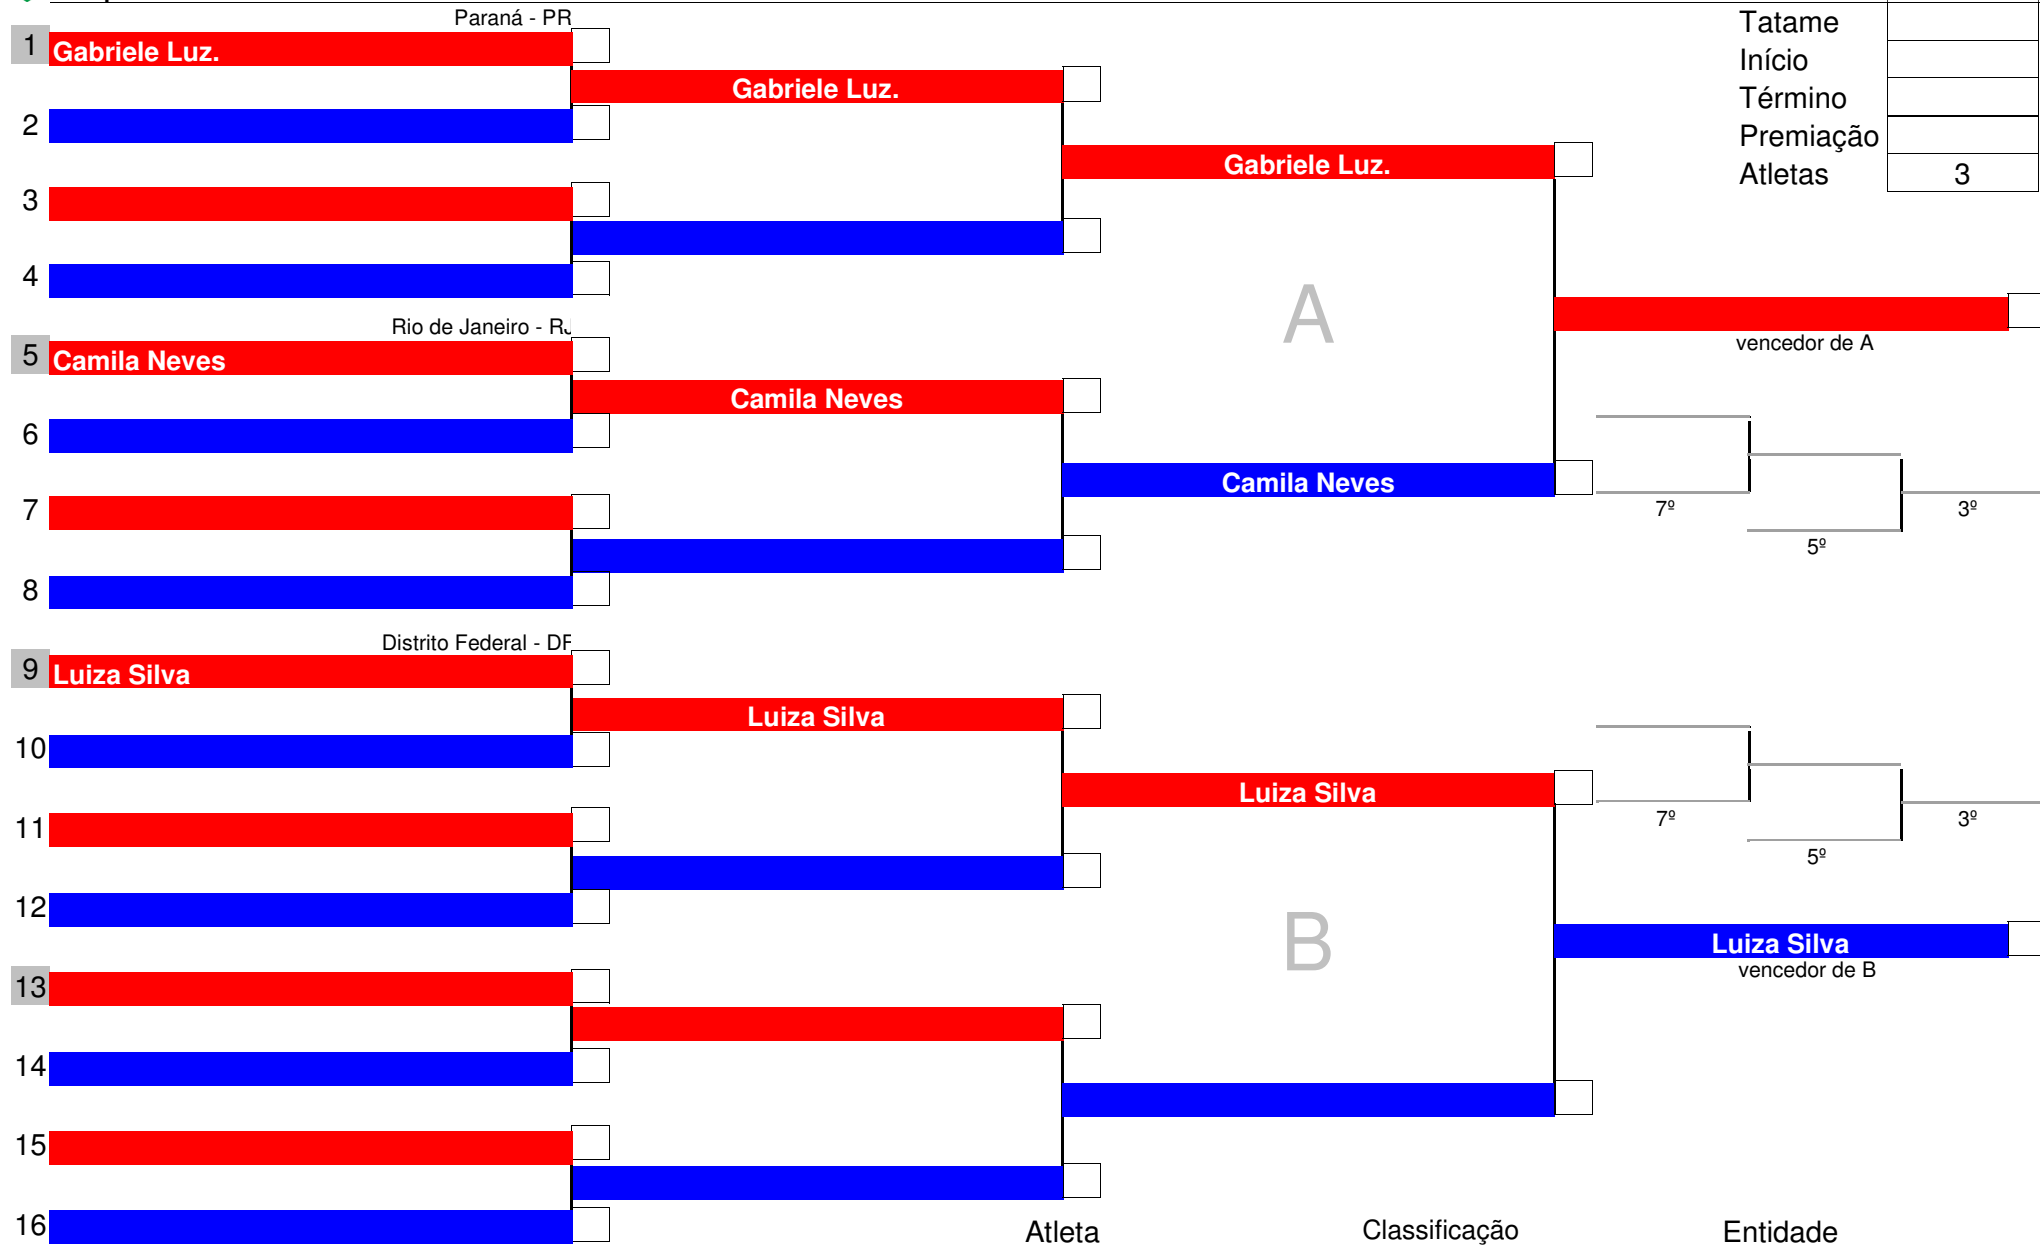 Paraná - PR
Tatame
1 Gabriele Luz.
Início
Gabriele Luz.
Término
2
Premiação
Gabriele Luz.
Atletas 3
3
4
A
Rio de Janeiro - RJ
vencedor de A
5 Camila Neves
Camila Neves
6
Camila Neves
7
7º 3º
5º
8
Distrito Federal - DF
9 Luiza Silva
Luiza Silva
10
Luiza Silva
11
7º 3º
5º
12
B
Luiza Silva
vencedor de B
13
14
15
16
Atleta Classificação Entidade